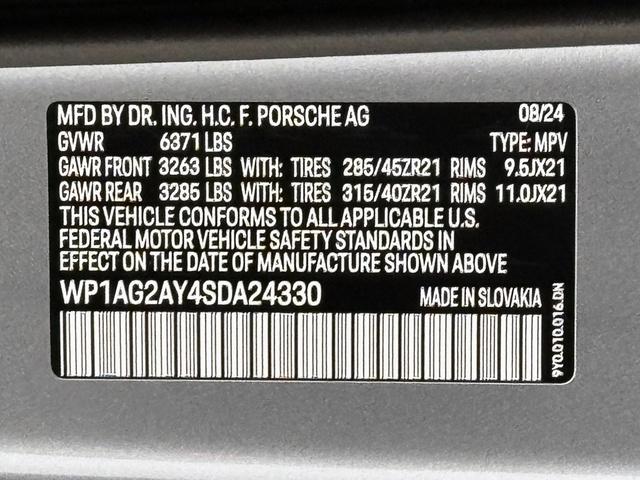 MFD BY DR. ING. H.C. F. PORSCHE AG 08/24
GVWR 6371 LBS TYPE: MPV
GAWR FRONT 3263 LBS WITH: TIRES 285/45ZR21 RIMS 9.5JX21
GAWR REAR 3285 LBS WITH: TIRES 315/40ZR21 RIMS 11.0JX21
THIS VEHICLE CONFORMS TO ALL APPLICABLE U.S.
FEDERAL MOTOR VEHICLE SAFETY STANDARDS IN
EFFECT ON THE DATE OF MANUFACTURE SHOWN ABOVE
WP1AG2AY4SDA24330 MADE IN SLOVAKIA
9Y0.010.016.DN